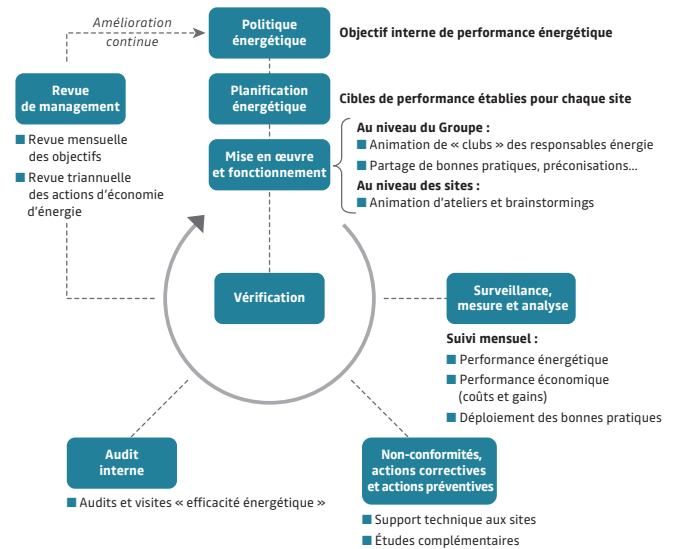 Amélioration
continue
Politique
énergétique
Objectif interne de performance énergétique
Revue
de management
■ Revue mensuelle
des objectifs
■ Revue triannuelle
des actions d'économie
d'énergie
Planification
énergétique
Cibles de performance établies pour chaque site
Mise en œuvre
et fonctionnement
Au niveau du Groupe :
■ Animation de « clubs » des responsables énergie
■ Partage de bonnes pratiques, préconisations...
Au niveau des sites :
■ Animation d'ateliers et brainstormings
Vérification
Surveillance,
mesure et analyse
Suivi mensuel :
■ Performance énergétique
■ Performance économique
(coûts et gains)
■ Déploiement des bonnes pratiques
Audit
interne
■ Audits et visites « efficacité énergétique »
Non-conformités,
actions correctives
et actions préventives
■ Support technique aux sites
■ Études complémentaires